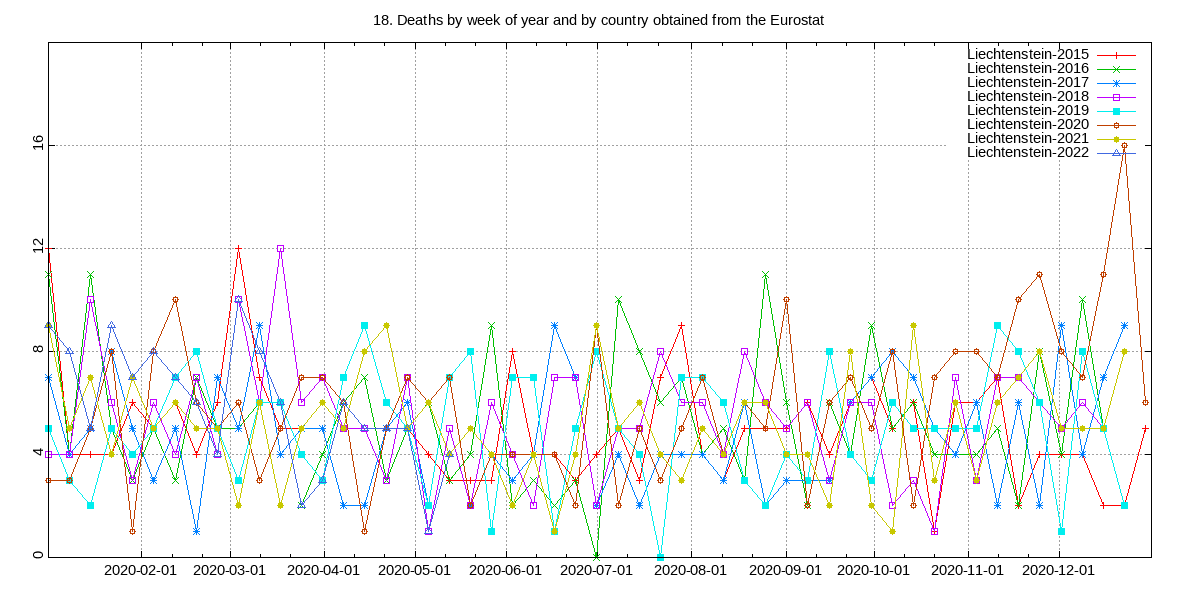 18. Deaths by week of year and by country obtained from the Eurostat
Liechtenstein-2015
Liechtenstein-2016
Liechtenstein-2017
Liechtenstein-2018
Liechtenstein-2019
Liechtenstein-2020
Liechtenstein-2021
Liechtenstein-2022
16
12
8
4
0
2020-02-01 2020-03-01 2020-04-01 2020-05-01 2020-06-01 2020-07-01 2020-08-01 2020-09-01 2020-10-01 2020-11-01 2020-12-01